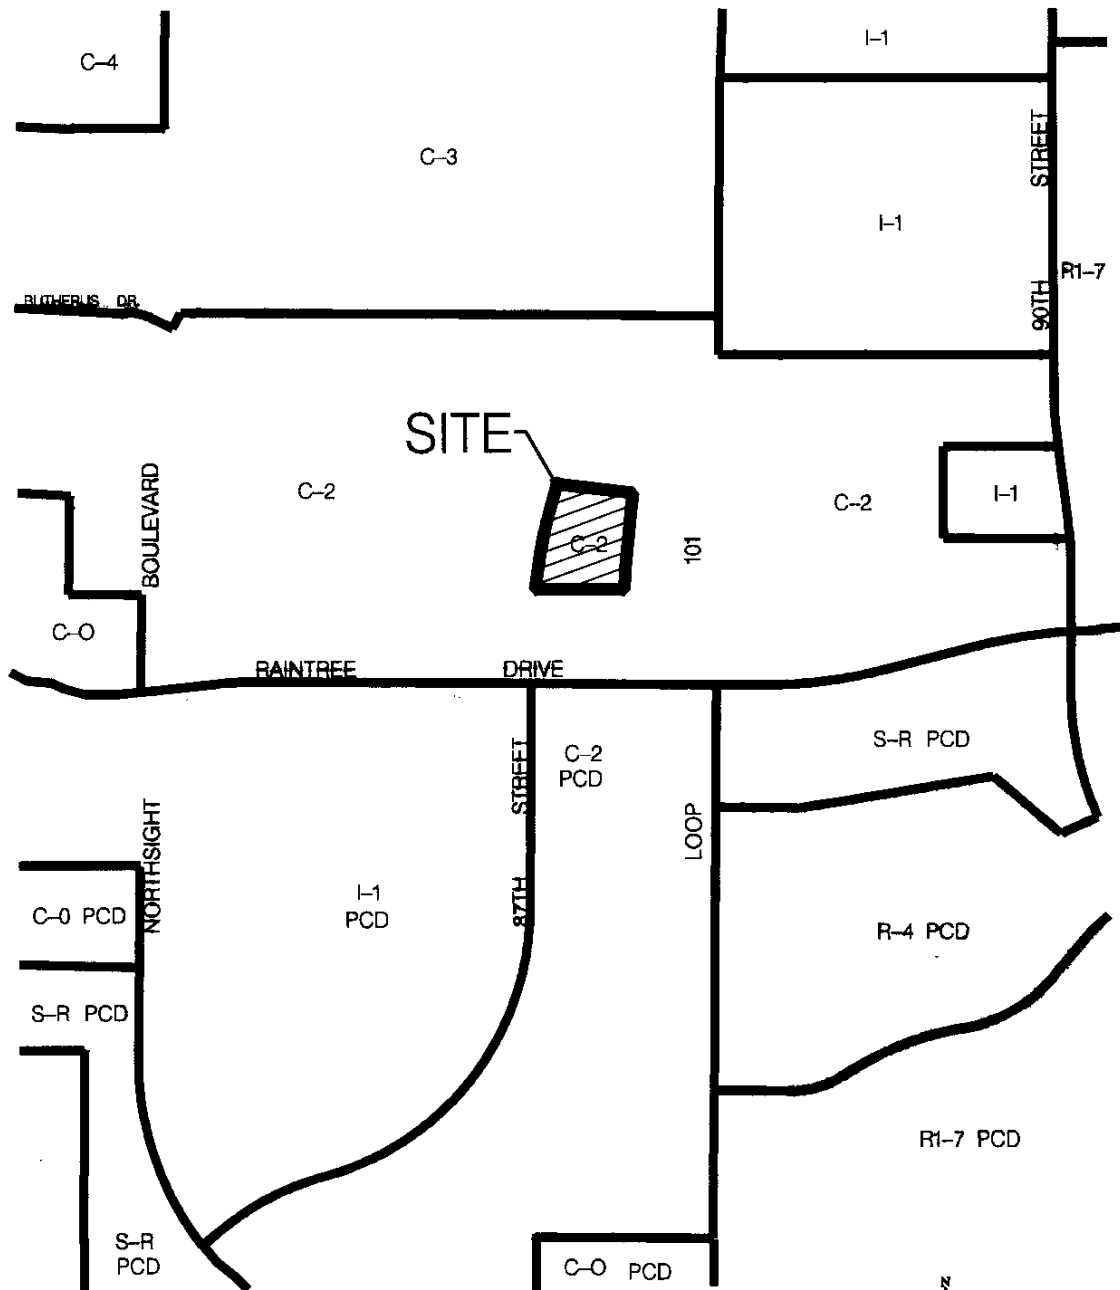 I-1
C-4
C-3
STREET
I-1
R1-7
90TH
BUTHERUS DR.
SITE
C-2
C-2
I-1
BOULEVARD
C-2
101
C-O
RAINTREE DRIVE
C-2
PCD
S-R PCD
STREET
LOOP
NORTHSIGHT
I-1
PCD
87TH
C-0 PCD
R-4 PCD
S-R PCD
R1-7 PCD
S-R
PCD
C-O PCD
N